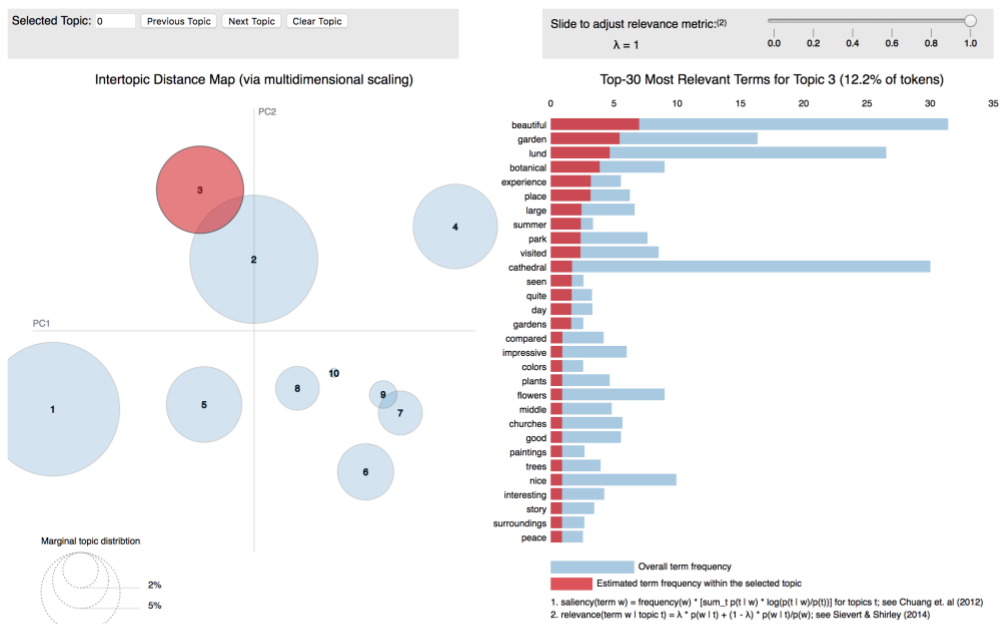 Selected Topic: 0 Previous Topic Next Topic Clear Topic
Slide to adjust relevance metric:(2)
λ = 1
0.0 0.2 0.4 0.6 0.8 1.0
Intertopic Distance Map (via multidimensional scaling)
PC2
PC1
3
2
4
1
5
8
10
9
7
6
Marginal topic distribtion
2%
5%
Top-30 Most Relevant Terms for Topic 3 (12.2% of tokens)
0 5 10 15 20 25 30 35
beautiful
garden
lund
botanical
experience
place
large
summer
park
visited
cathedral
seen
quite
day
gardens
compared
impressive
colors
plants
flowers
middle
churches
good
paintings
trees
nice
interesting
story
surroundings
peace
Overall term frequency
Estimated term frequency within the selected topic
1. saliency(term w) = frequency(w) * [sum_t p(t | w) * log(p(t | w)/p(t))] for topics t; see Chuang et. al (2012)
2. relevance(term w | topic t) = λ * p(w | t) + (1 - λ) * p(w | t)/p(w); see Sievert & Shirley (2014)